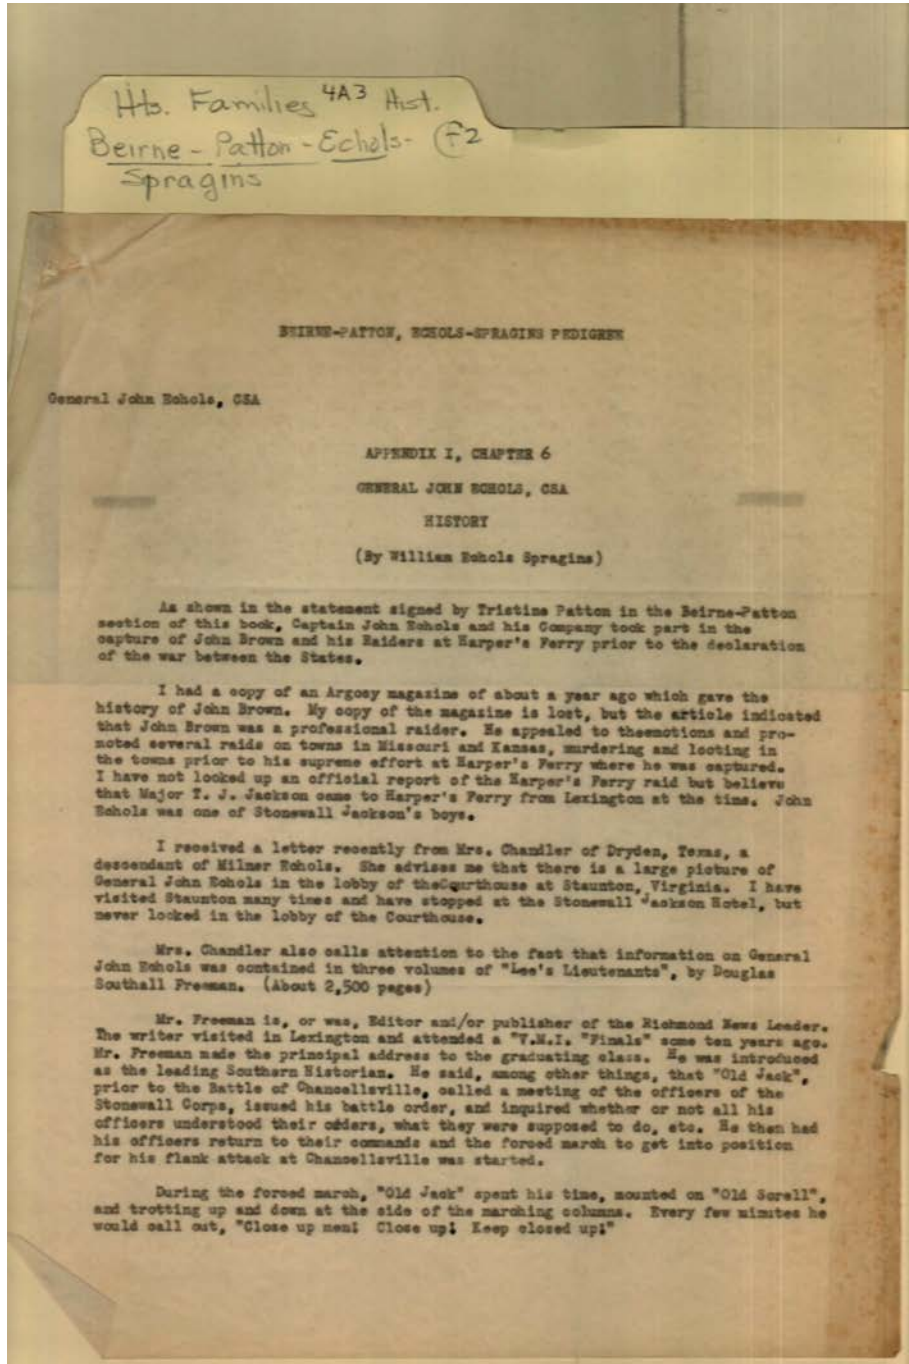 Hts. Families 4A3 Hist.
Beirne - Patton - Echols - F2
Spragins
BEIRNE-PATTON, ECHOLS-SPRAGINS PEDIGREE
General John Echols, CSA
APPENDIX I, CHAPTER 6
GENERAL JOHN ECHOLS, CSA
HISTORY
(By William Echols Spragins)
As shown in the statement signed by Tristine Patton in the Beirne-Patton
section of this book, Captain John Echols and his Company took part in the
capture of John Brown and his Raiders at Harper's Ferry prior to the declaration
of the war between the States.
I had a copy of an Argosy magazine of about a year ago which gave the
history of John Brown. My copy of the magazine is lost, but the article indicated
that John Brown was a professional raider. He appealed to theemotions and pro-
moted several raids on towns in Missouri and Kansas, murdering and looting in
the towns prior to his supreme effort at Harper's Ferry where he was captured.
I have not looked up an official report of the Harper's Ferry raid but believe
that Major T. J. Jackson came to Harper's Ferry from Lexington at the time. John
Echols was one of Stonewall Jackson's boys.
I received a letter recently from Mrs. Chandler of Dryden, Texas, a
descendant of Milner Echols. She advises me that there is a large picture of
General John Echols in the lobby of theCourthouse at Staunton, Virginia. I have
visited Staunton many times and have stopped at the Stonewall Jackson Hotel, but
never looked in the lobby of the Courthouse.
Mrs. Chandler also calls attention to the fact that information on General
John Echols was contained in three volumes of "Lee's Lieutenants", by Douglas
Southall Freeman. (About 2,500 pages)
Mr. Freeman is, or was, Editor and/or publisher of the Richmond News Leader.
The writer visited in Lexington and attended a "V.M.I. "Finals" some ten years ago.
Mr. Freeman made the principal address to the graduating class. He was introduced
as the leading Southern Historian. He said, among other things, that "Old Jack",
prior to the Battle of Chancellsville, called a meeting of the officers of the
Stonewall Corps, issued his battle order, and inquired whether or not all his
officers understood their orders, what they were supposed to do, etc. He then had
his officers return to their commands and the forced march to get into position
for his flank attack at Chancellsville was started.
During the forced march, "Old Jack" spent his time, mounted on "Old Sorell",
and trotting up and down at the side of the marching columns. Every few minutes he
would call out, "Close up men! Close up! Keep closed up!"